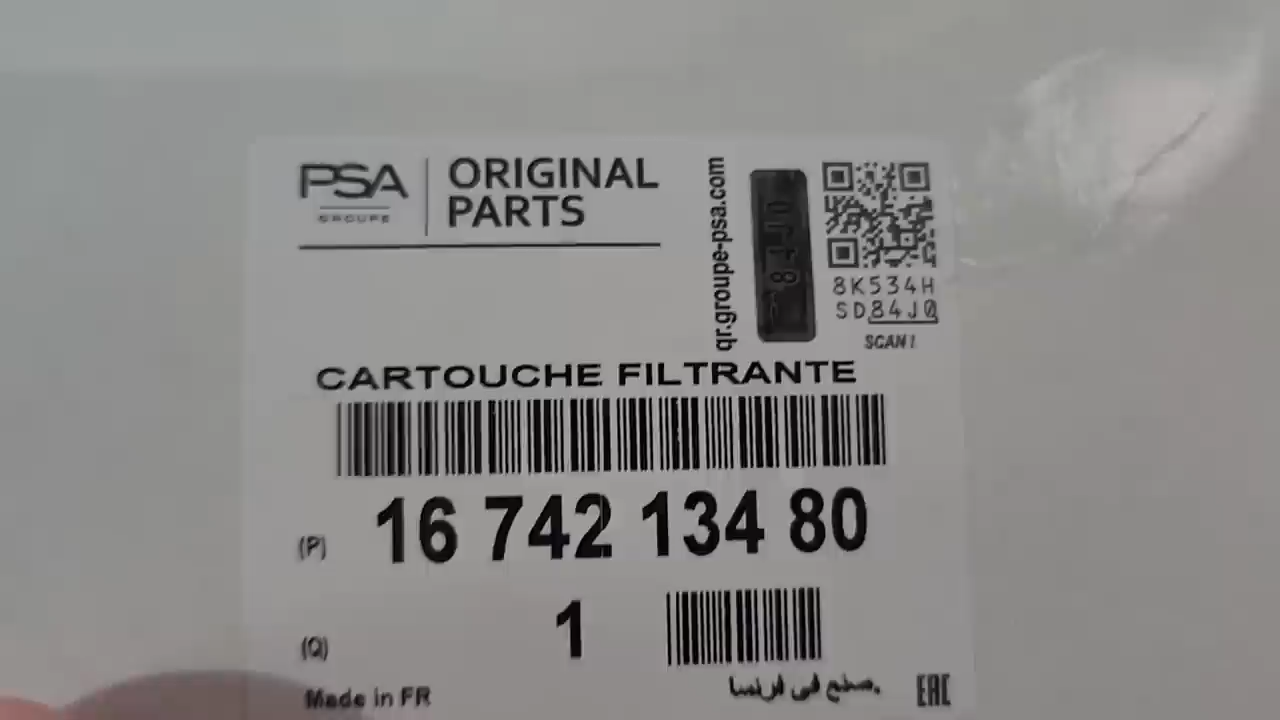 PSA
GROUPE
ORIGINAL
PARTS
qr.groupe-psa.com
84J0
8K534H
SD84J0
SCAN!
CARTOUCHE FILTRANTE
(P) 16 742 134 80
(Q) 1
Made in FR
صنع في فرنسا.
EAC